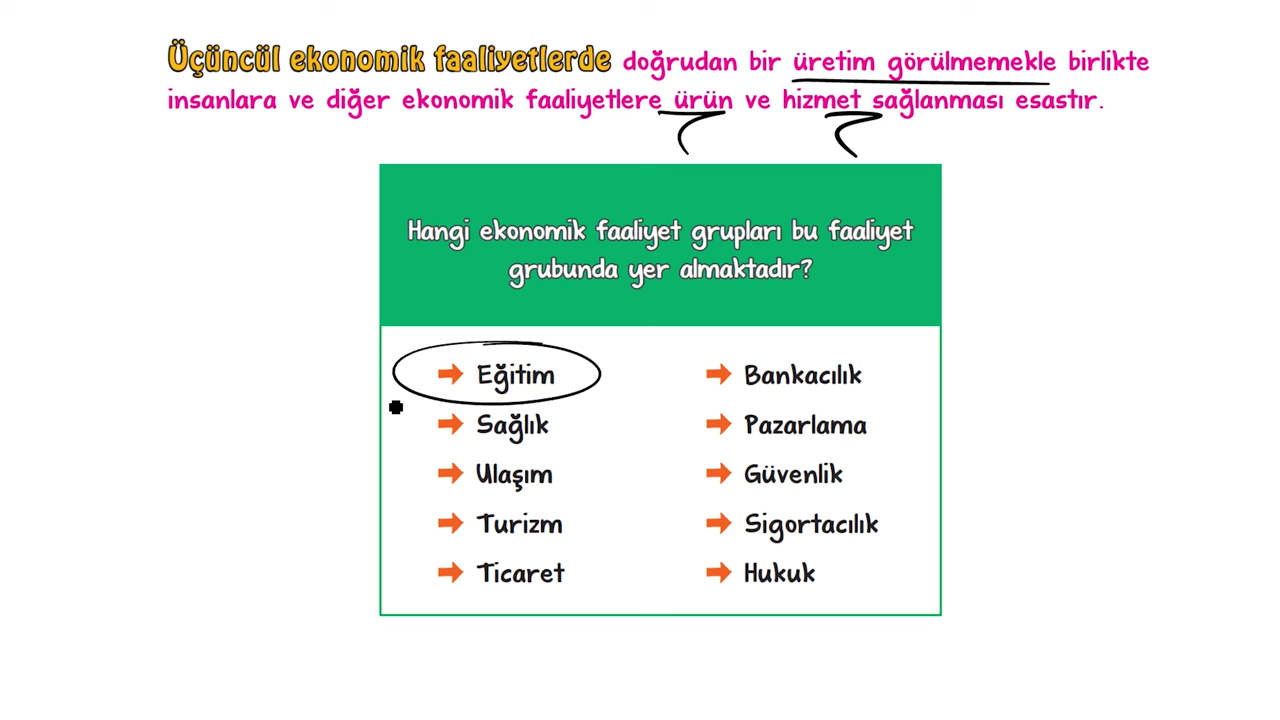 Üçüncül ekonomik faaliyetlerde doğrudan bir üretim görülmemekle birlikte
insanlara ve diğer ekonomik faaliyetlere ürün ve hizmet sağlanması esastır.
Hangi ekonomik faaliyet grupları bu faaliyet
grubunda yer almaktadır?
Eğitim
Sağlık
Ulaşım
Turizm
Ticaret
Bankacılık
Pazarlama
Güvenlik
Sigortacılık
Hukuk